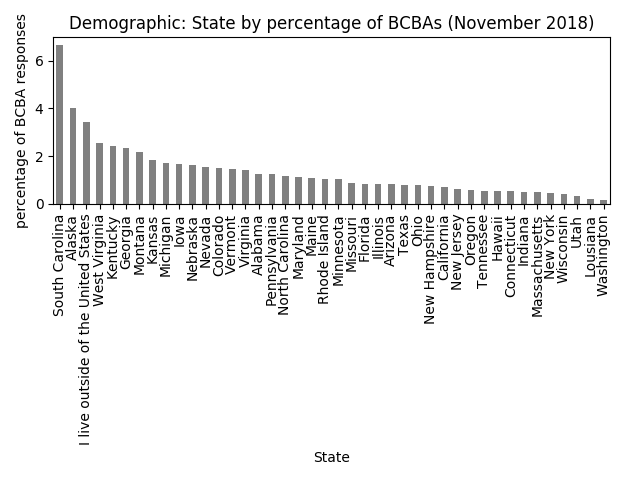 Demographic: State by percentage of BCBAs (November 2018)
percentage of BCBA responses
6
4
2
0
South Carolina
Alaska
I live outside of the United States
West Virginia
Kentucky
Georgia
Montana
Kansas
Michigan
Iowa
Nebraska
Nevada
Colorado
Vermont
Virginia
Alabama
Pennsylvania
North Carolina
Maryland
Maine
Rhode Island
Minnesota
Missouri
Florida
Illinois
Arizona
Texas
Ohio
New Hampshire
California
New Jersey
Oregon
Tennessee
Hawaii
Connecticut
Indiana
Massachusetts
New York
Wisconsin
Utah
Lousiana
Washington
State